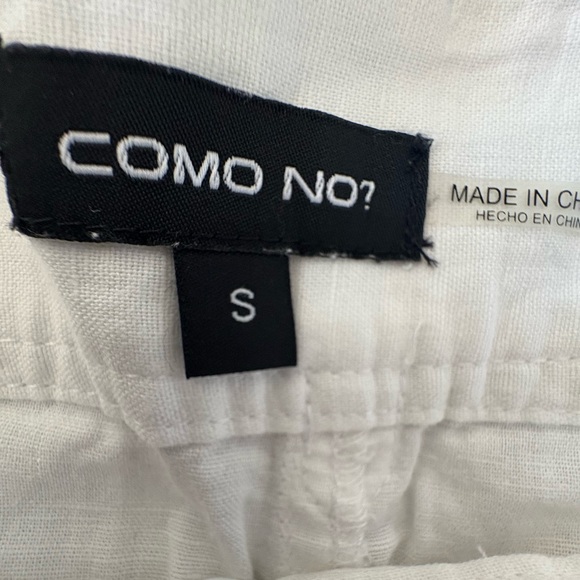 COMO NO?
S
MADE IN CH
HECHO EN CHIN